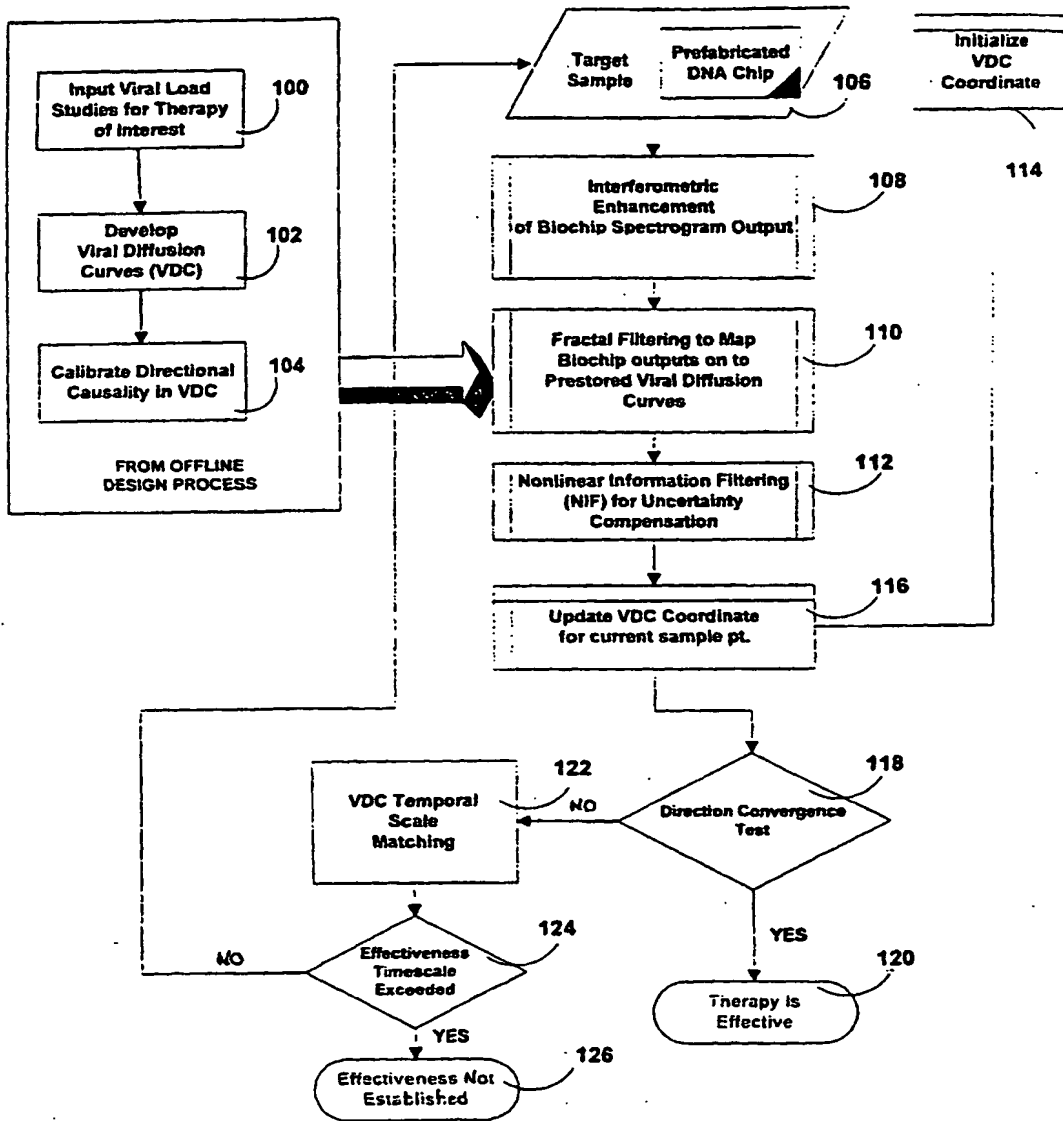 Input Viral Load
Studies for Therapy
of Interest
100
Develop
Viral Diffusion
Curves (VDC)
102
Calibrate Directional
Causality in VDC
104
FROM OFFLINE
DESIGN PROCESS
Target
Sample
Prefabricated
DNA Chip
106
Initialize
VDC
Coordinate
114
Interferometric
Enhancement
of Biochip Spectrogram Output
108
Fractal Filtering to Map
Biochip outputs on to
Prestored Viral Diffusion
Curves
110
Nonlinear Information Filtering
(NIF) for Uncertainty
Compensation
112
Update VDC Coordinate
for current sample pt.
116
Direction Convergence
Test
118
NO
VDC Temporal
Scale
Matching
122
YES
Therapy is
Effective
120
Effectiveness
Timescale
Exceeded
124
NO
YES
Effectiveness Not
Established
126